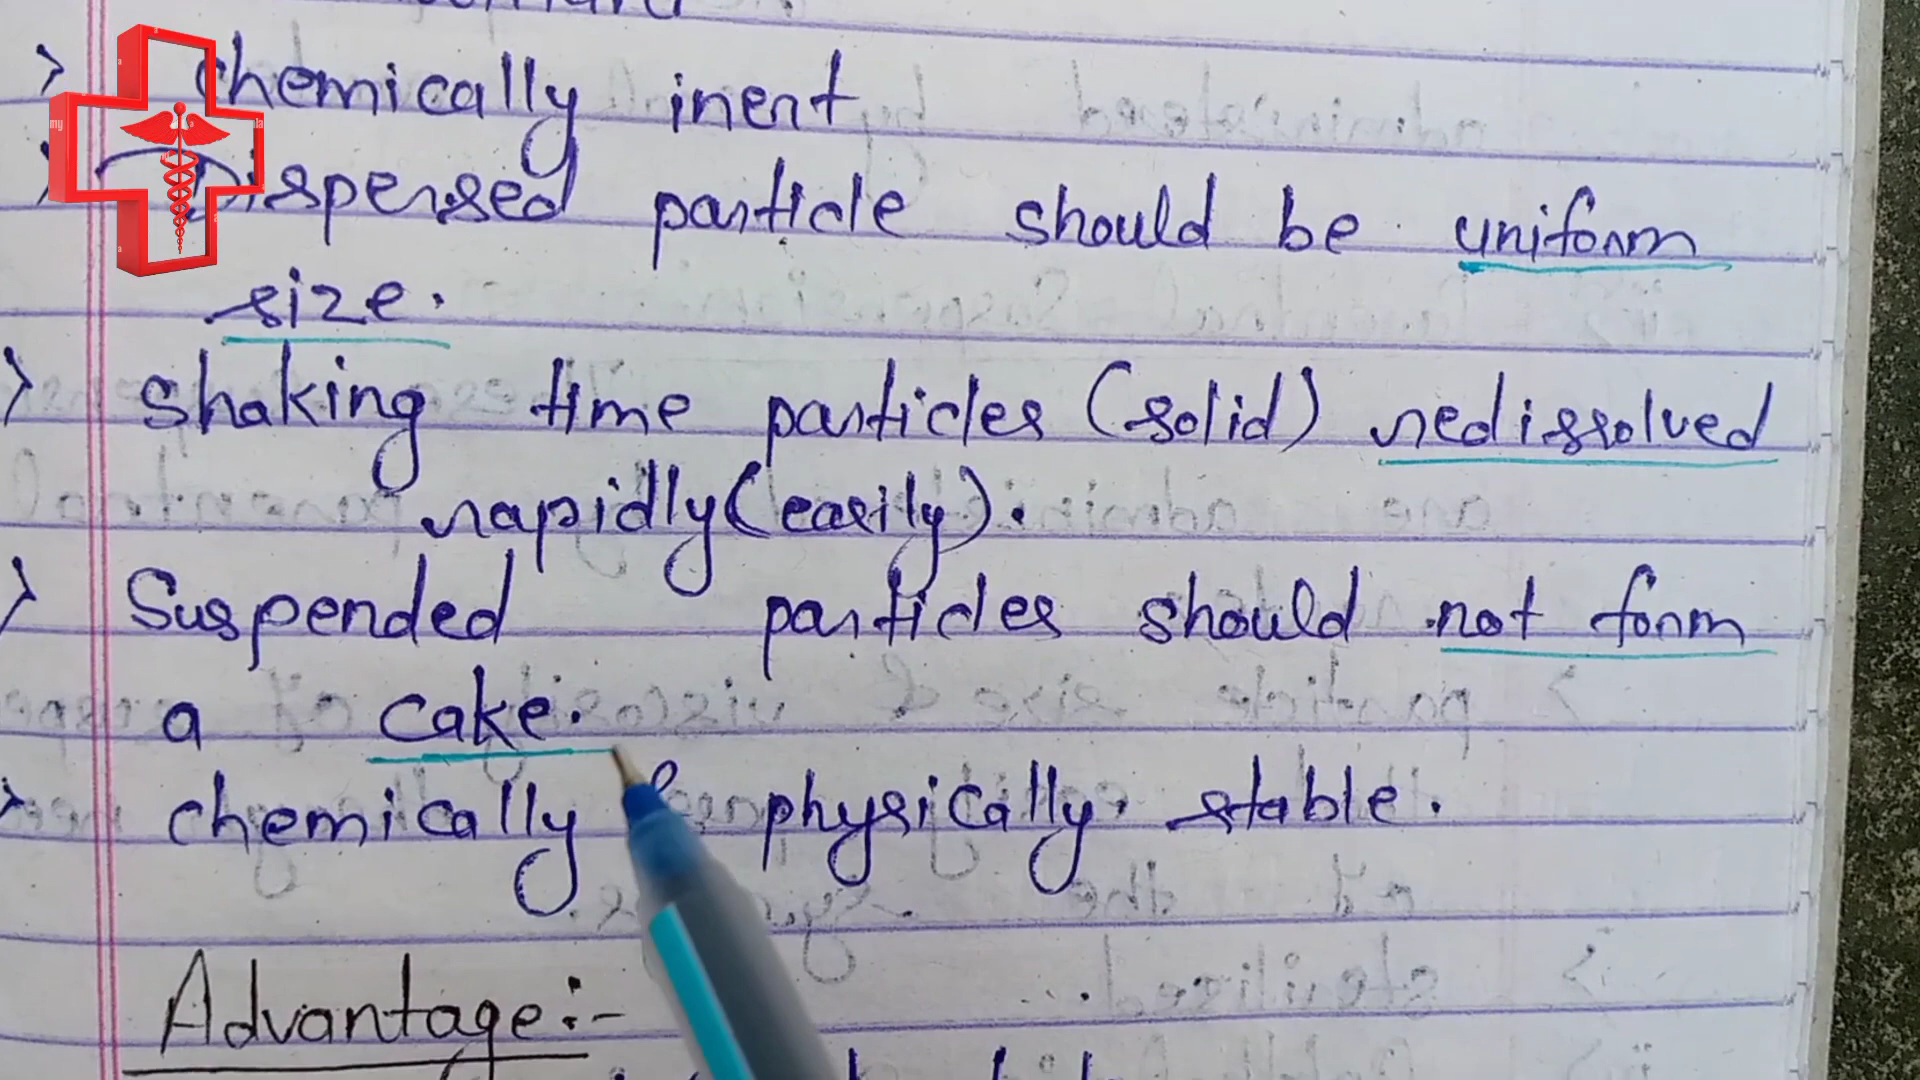 > Chemically inert
> Dispersed particle should be uniform
size.
> Shaking time particles (solid) redissolved
rapidly (easily).
> Suspended particles should not form
a cake.
> chemically & physically stable.
Advantage:-